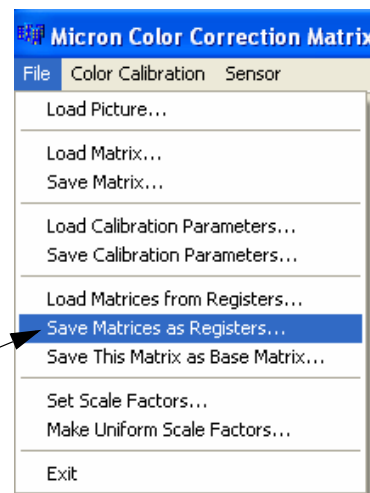 Micron Color Correction Matrix
File Color Calibration Sensor
Load Picture...
Load Matrix...
Save Matrix...
Load Calibration Parameters...
Save Calibration Parameters...
Load Matrices from Registers...
Save Matrices as Registers...
Save This Matrix as Base Matrix...
Set Scale Factors...
Make Uniform Scale Factors...
Exit